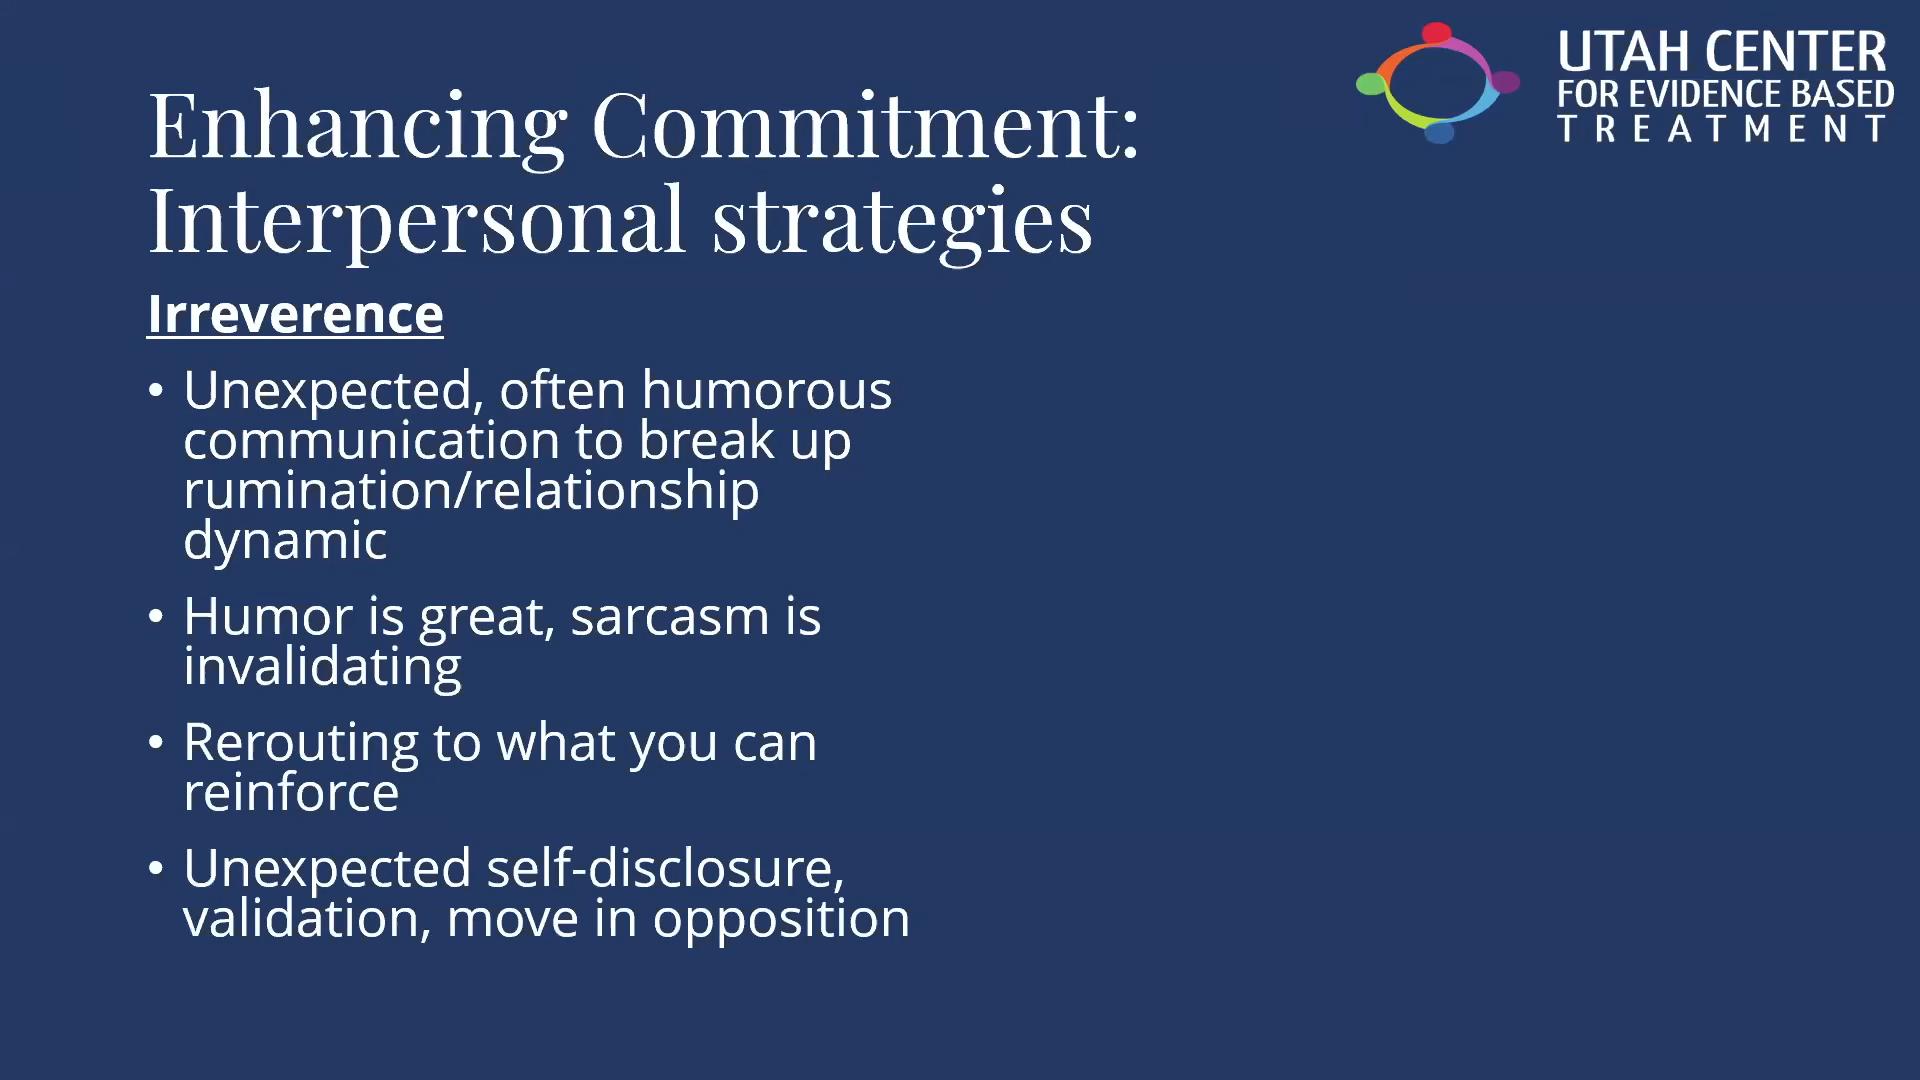 UTAH CENTER
FOR EVIDENCE BASED
TREATMENT
Enhancing Commitment:
Interpersonal strategies
Irreverence
• Unexpected, often humorous
communication to break up
rumination/relationship
dynamic
• Humor is great, sarcasm is
invalidating
• Rerouting to what you can
reinforce
• Unexpected self-disclosure,
validation, move in opposition